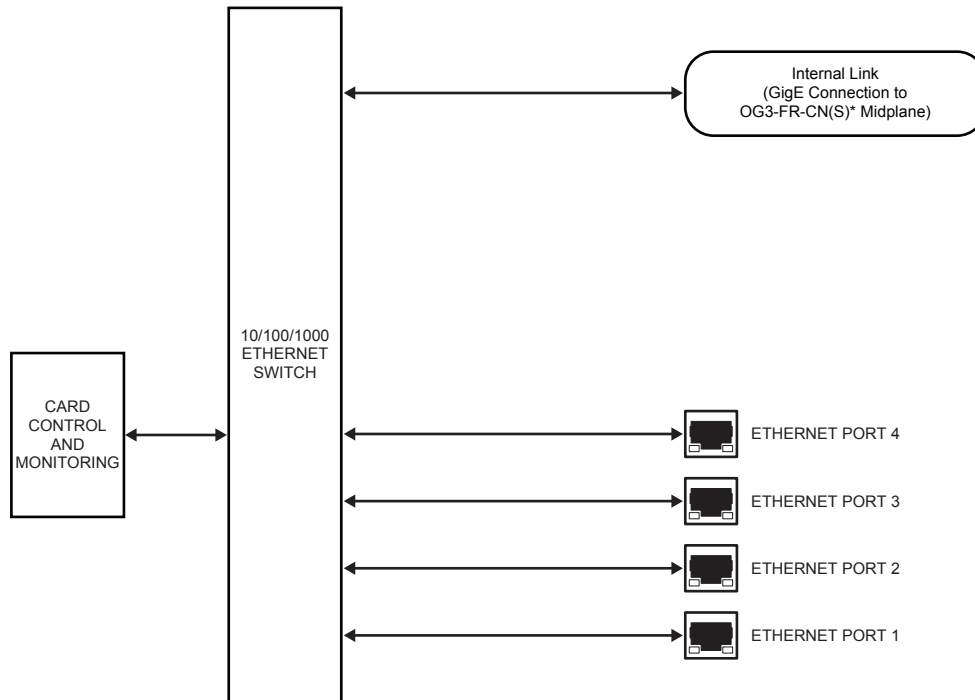 Internal Link
(GigE Connection to
OG3-FR-CN(S)* Midplane)
10/100/1000
ETHERNET
SWITCH
CARD
CONTROL
AND
MONITORING
ETHERNET PORT 4
ETHERNET PORT 3
ETHERNET PORT 2
ETHERNET PORT 1